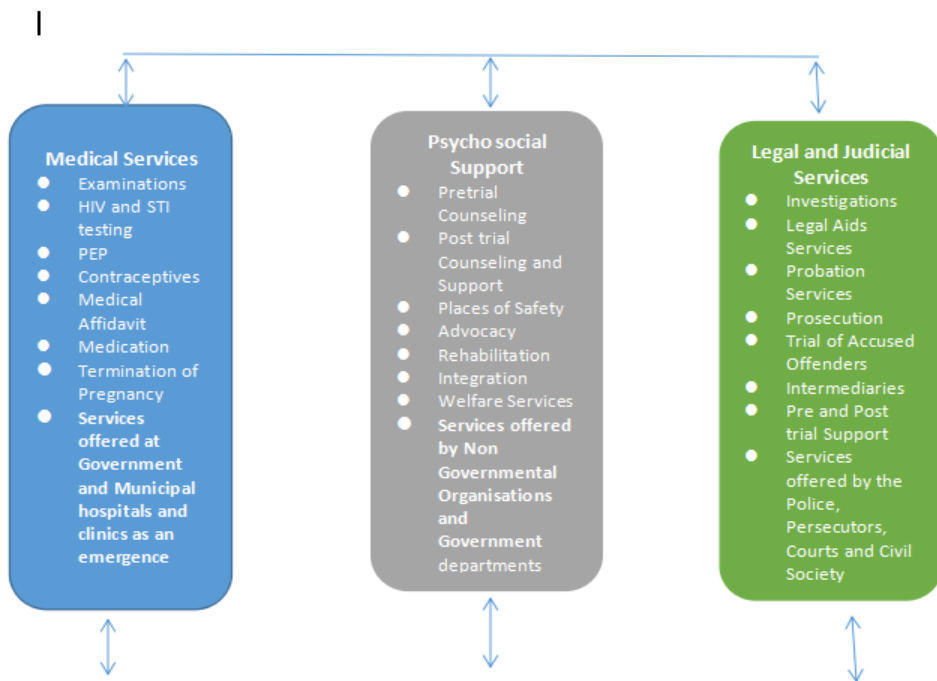 Medical Services
● Examinations
● HIV and STI
testing
● PEP
● Contraceptives
● Medical
Affidavit
● Medication
● Termination of
Pregnancy
● Services
offered at
Government
and Municipal
hospitals and
clinics as an
emergence
Psycho social
Support
● Pretrial
Counseling
● Post trial
Counseling and
Support
● Places of Safety
● Advocacy
● Rehabilitation
● Integration
● Welfare Services
● Services offered
by Non
Governmental
Organisations
and
Government
departments
Legal and Judicial
Services
● Investigations
● Legal Aids
Services
● Probation
Services
● Prosecution
● Trial of Accused
Offenders
● Intermediaries
● Pre and Post
trial Support
● Services
offered by the
Police,
Persecutors,
Courts and Civil
Society